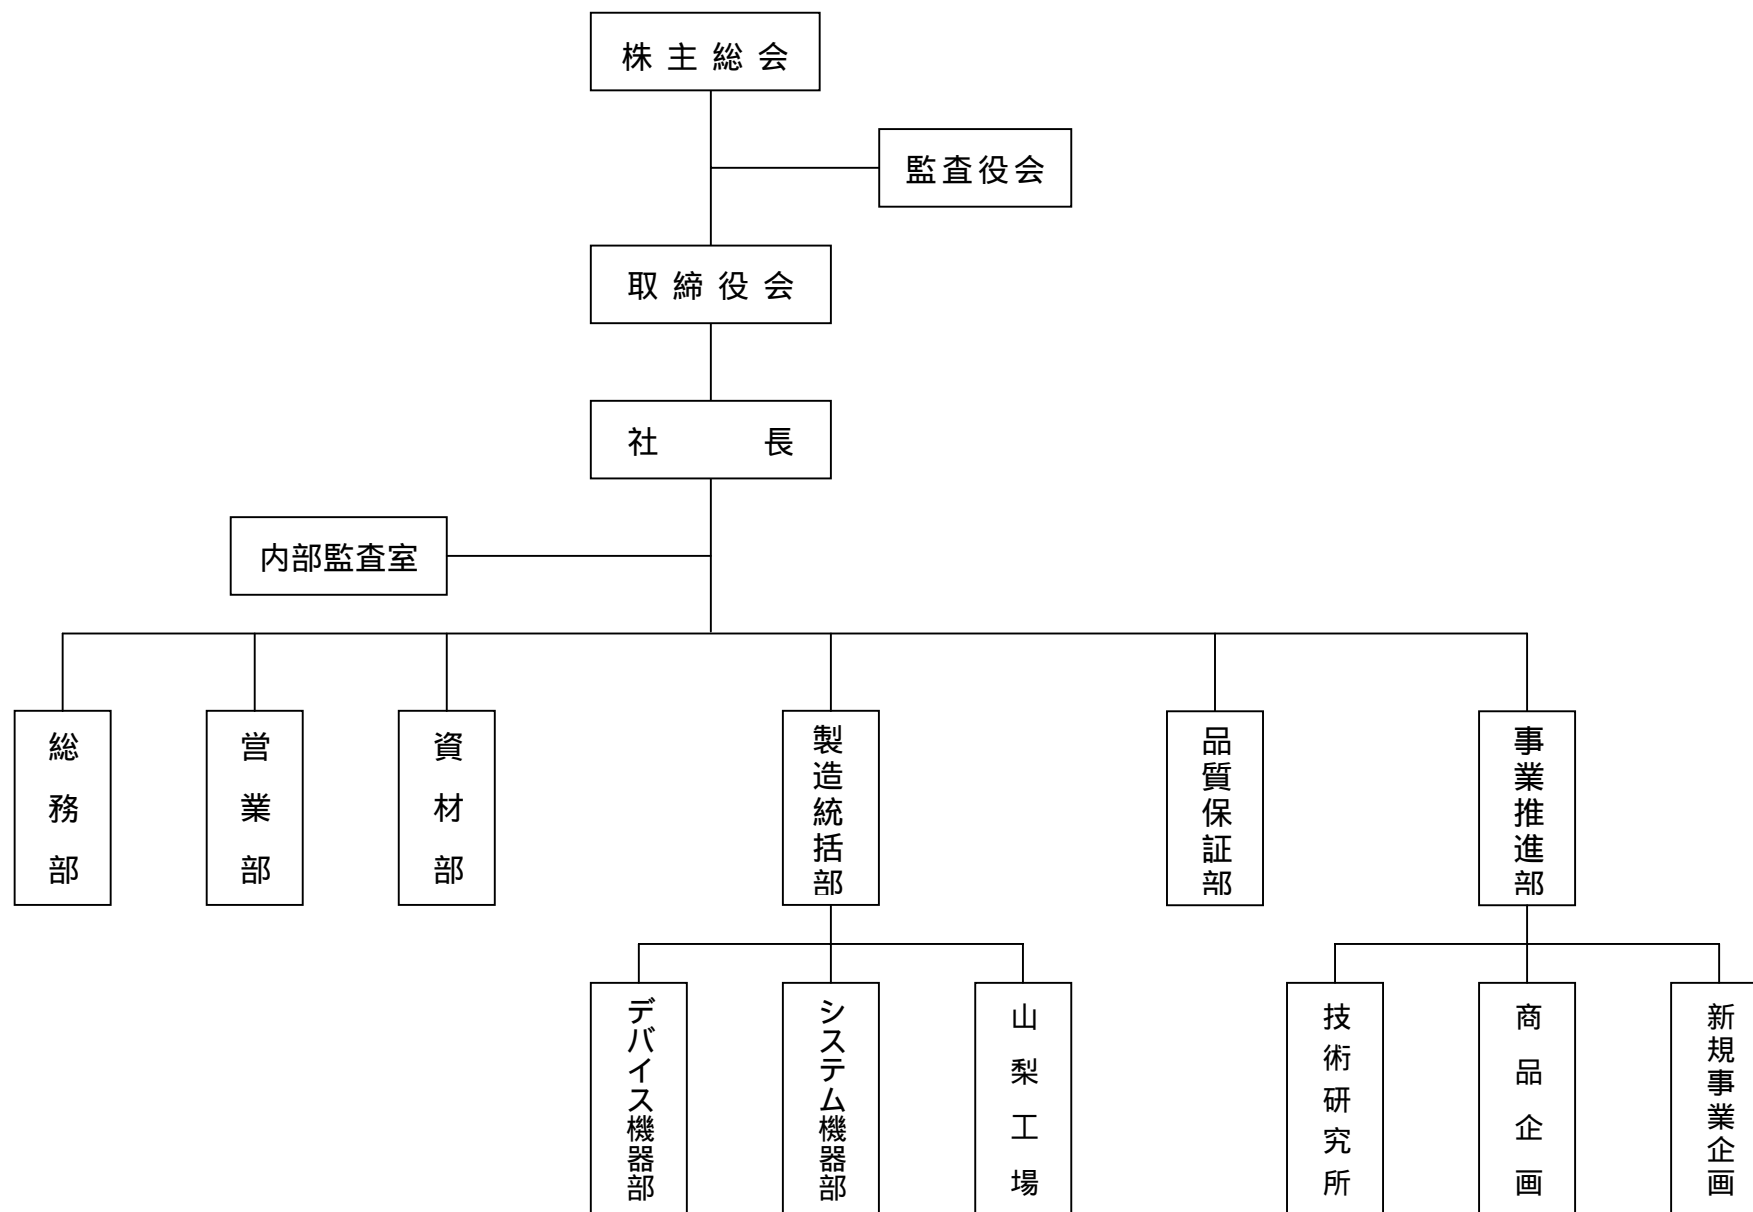 株主総会
監査役会
取締役会
社　長
内部監査室
総務部
営業部
資材部
製造統括部
品質保証部
事業推進部
デバイス機器部
システム機器部
山梨工場
技術研究所
商品企画
新規事業企画